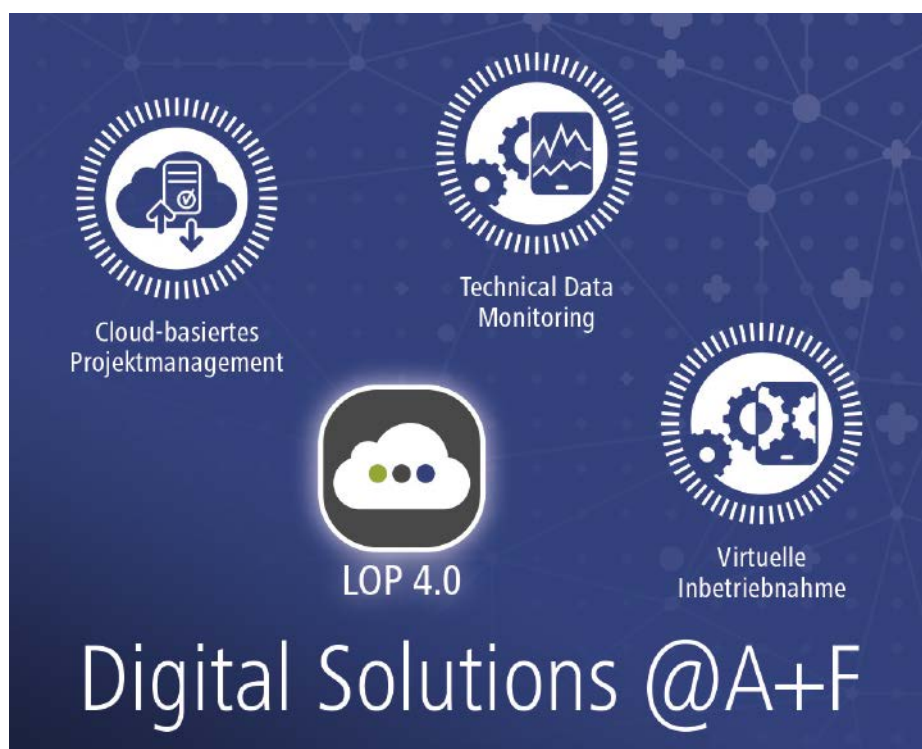 Cloud-basiertes
Projektmanagement
Technical Data
Monitoring
Virtuelle
Inbetriebnahme
LOP 4.0
Digital Solutions @A+F